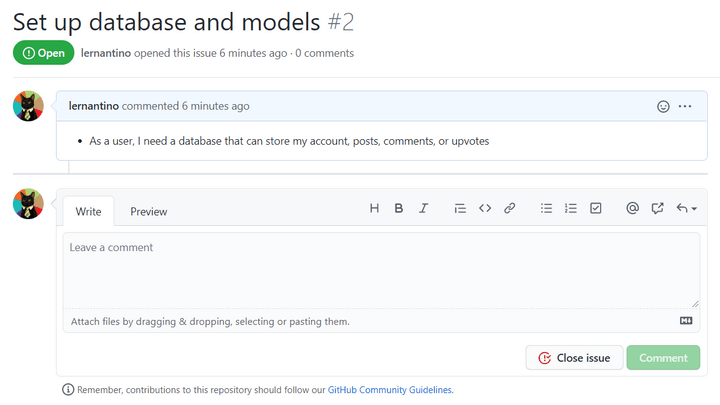 Set up database and models #2
Open lernantino opened this issue 6 minutes ago · 0 comments
lernantino commented 6 minutes ago
• As a user, I need a database that can store my account, posts, comments, or upvotes
Write Preview
Leave a comment
Attach files by dragging & dropping, selecting or pasting them.
Close issue Comment
Remember, contributions to this repository should follow our GitHub Community Guidelines.